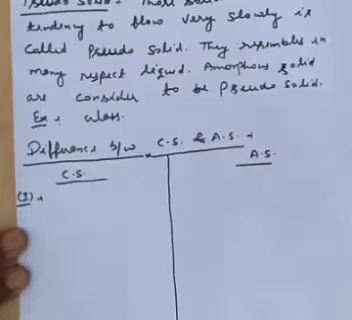 tendency to flow very slowly is
called Pseudo Solid. They resembles in
many respect liquid. Amorphous solid
are consider to be Pseudo Solid.
Ex: Glass.
Difference b/w C.S. & A.S.
C.S. A.S.
(1)